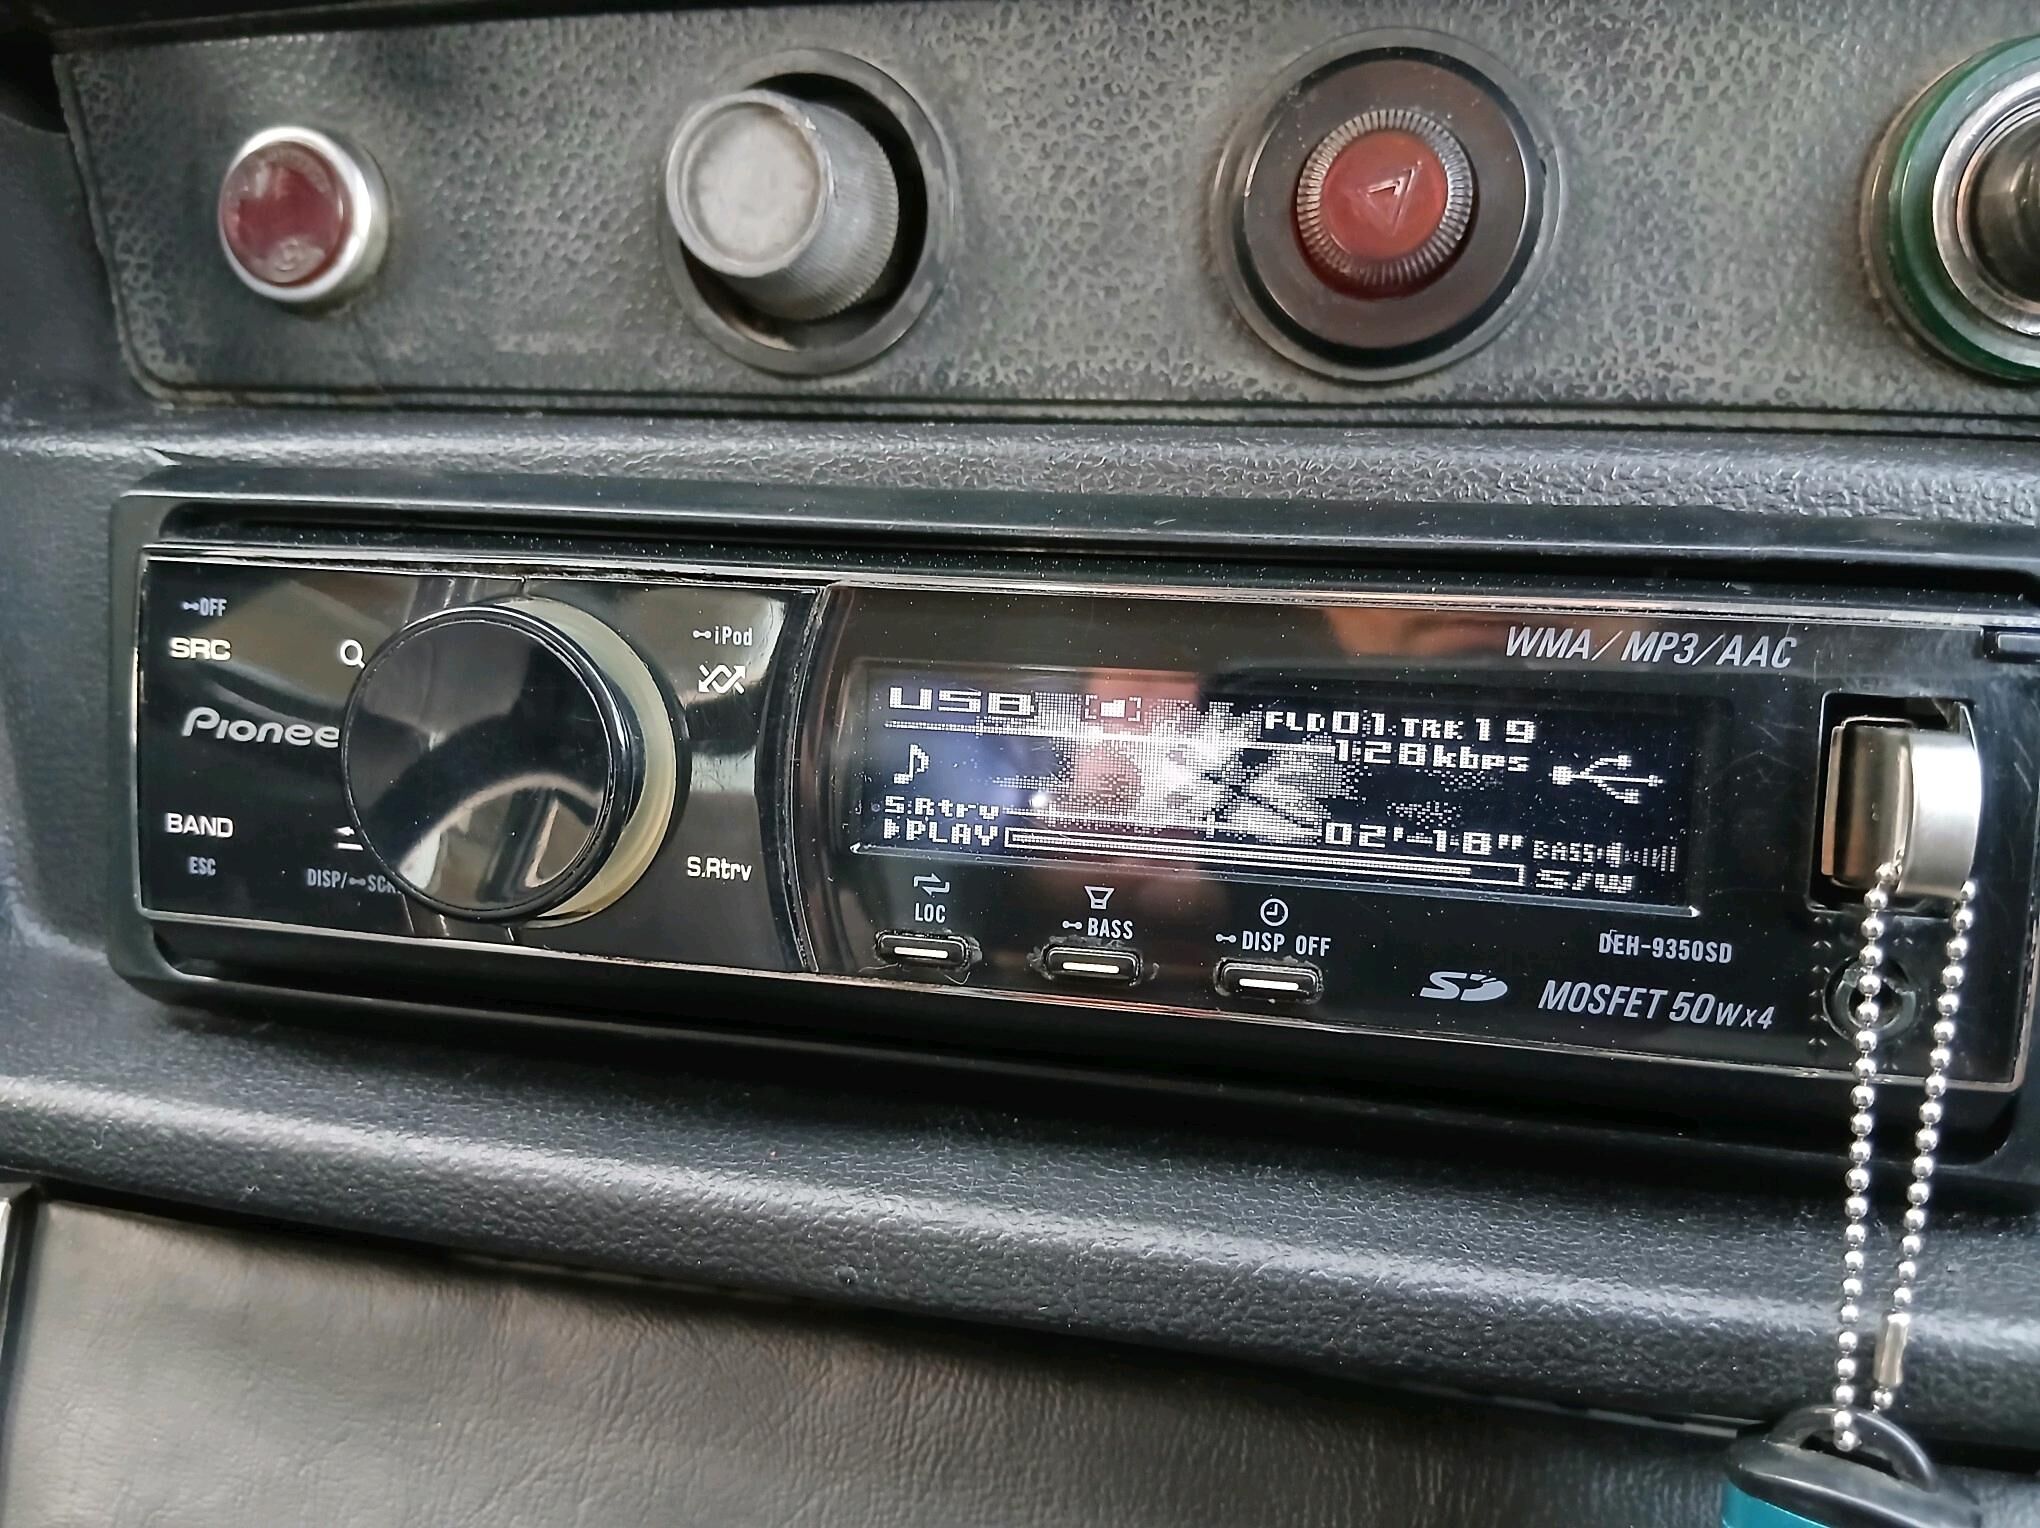 OFF
SRC
iPod
Pionee
BAND
ESC
DISP/
S.Rtrv
WMA/MP3/AAC
USB
FLD 01 TRK 19
128kbps
S.Rtrv
PLAY
02'18"
BASS
S/W
LOC
BASS
DISP OFF
DEH-9350SD
SD
MOSFET 50Wx4